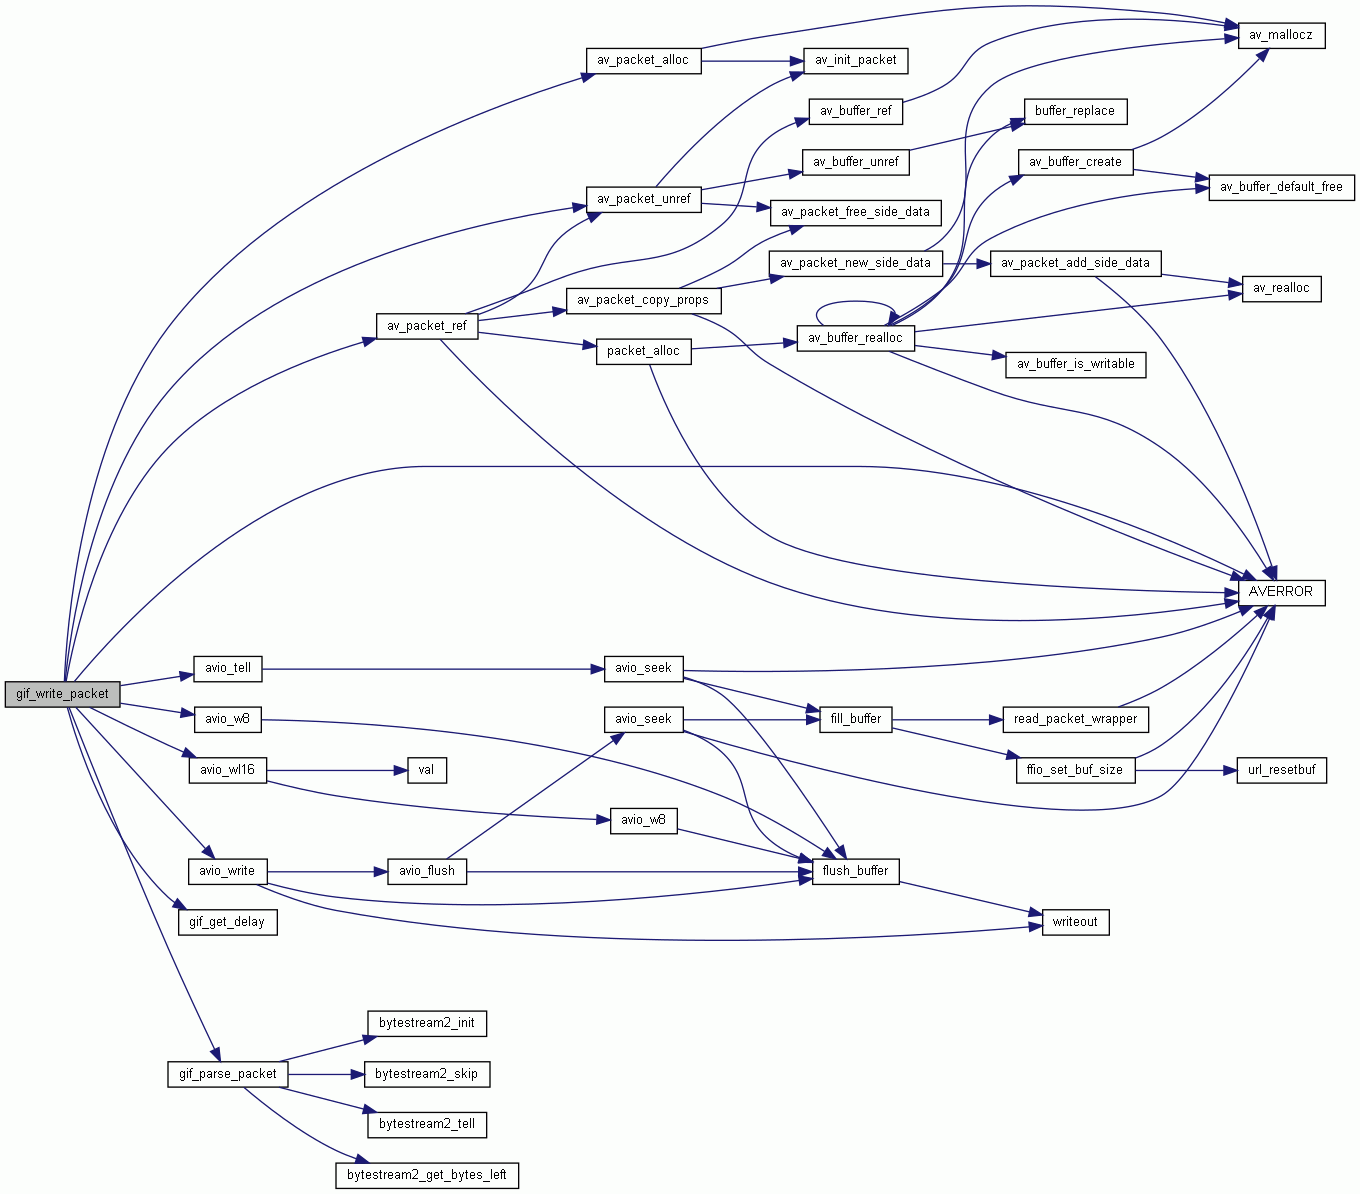 av_mallocz
av_packet_alloc
av_init_packet
av_buffer_ref
buffer_replace
av_buffer_unref
av_buffer_create
av_buffer_default_free
av_packet_unref
av_packet_free_side_data
av_packet_new_side_data
av_packet_add_side_data
av_realloc
av_packet_copy_props
av_packet_ref
av_buffer_realloc
packet_alloc
av_buffer_is_writable
AVERROR
avio_tell
avio_seek
gif_write_packet
avio_w8
avio_seek
fill_buffer
read_packet_wrapper
avio_wl16
val
ffio_set_buf_size
url_resetbuf
avio_w8
avio_write
avio_flush
flush_buffer
gif_get_delay
writeout
bytestream2_init
gif_parse_packet
bytestream2_skip
bytestream2_tell
bytestream2_get_bytes_left